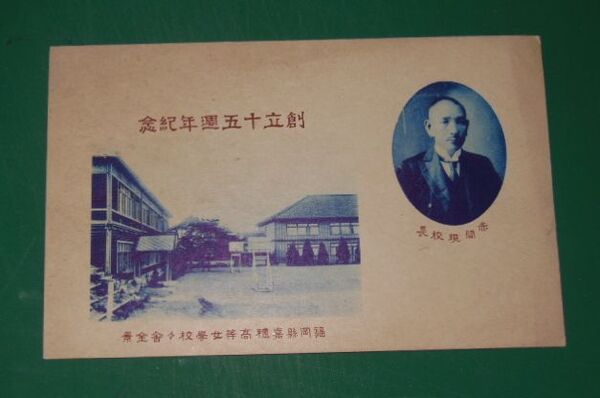 創立十五週年紀念
赤間現校長
福岡縣嘉穗高等女學校々舍全景